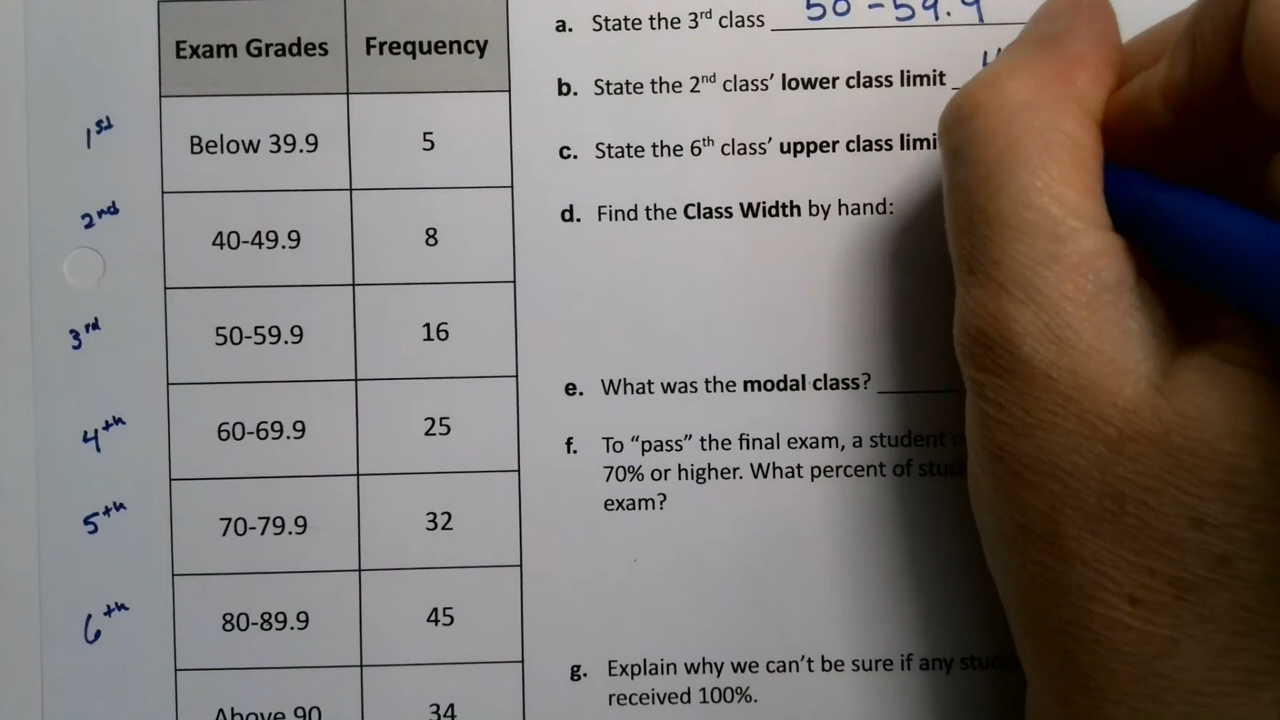 Exam Grades Frequency
1st Below 39.9 5
2nd 40-49.9 8
3rd 50-59.9 16
4th 60-69.9 25
5th 70-79.9 32
6th 80-89.9 45
Above 90 34
a. State the 3rd class 50-59.9
b. State the 2nd class' lower class limit
c. State the 6th class' upper class limi
d. Find the Class Width by hand:
e. What was the modal class?
f. To “pass” the final exam, a student
70% or higher. What percent of stu
exam?
g. Explain why we can't be sure if any stu
received 100%.